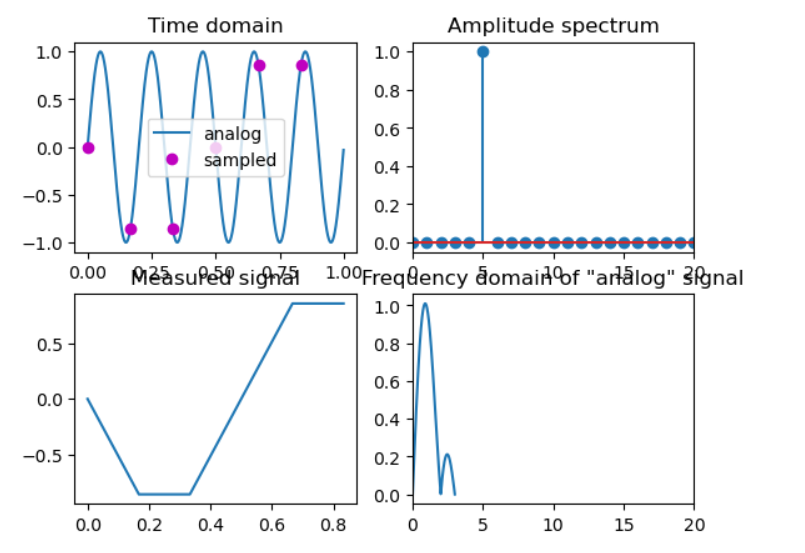 Time domain
Amplitude spectrum
1.0
0.5
0.0
−0.5
−1.0
analog
sampled
0.00 0.25 0.50 0.75 1.00
1.0
0.8
0.6
0.4
0.2
0.0
0 5 10 15 20
Measured signal
Frequency domain of "analog" signal
0.5
0.0
−0.5
0.0 0.2 0.4 0.6 0.8
1.0
0.8
0.6
0.4
0.2
0.0
0 5 10 15 20